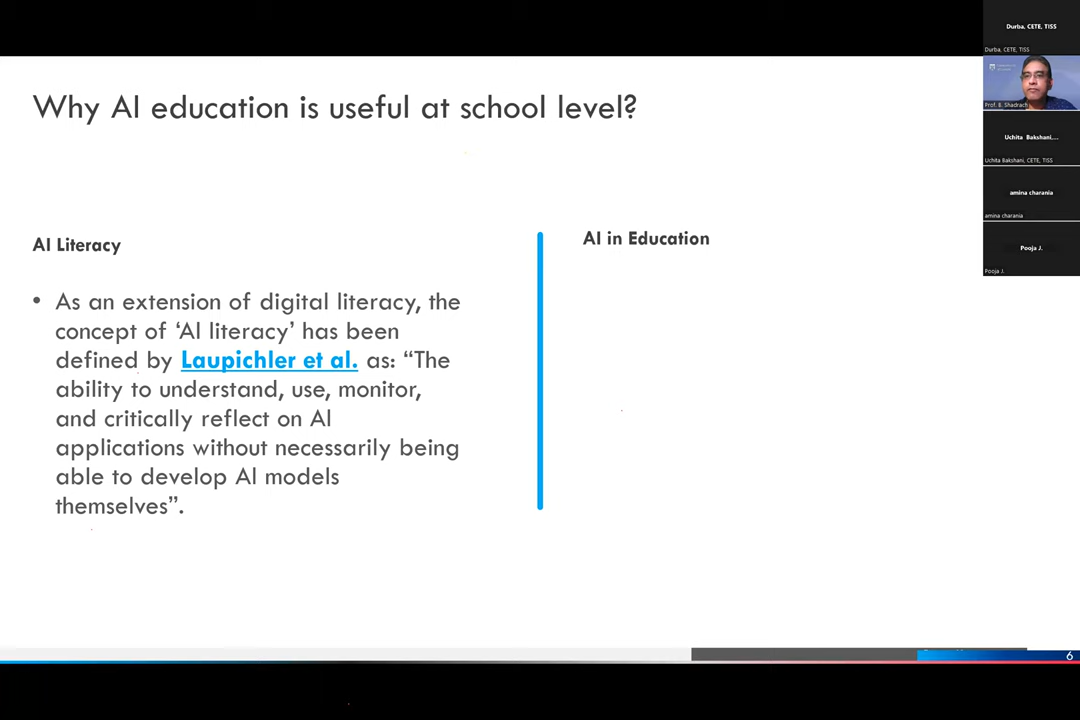 Why AI education is useful at school level?
AI Literacy
• As an extension of digital literacy, the
concept of ‘AI literacy’ has been
defined by Laupichler et al. as: “The
ability to understand, use, monitor,
and critically reflect on AI
applications without necessarily being
able to develop AI models
themselves”.
AI in Education
6
Durba, CETE, TISS
Durba, CETE, TISS
Prof. B. Shadrach
Uchita Bakshani,...
Uchita Bakshani, CETE, TISS
amina charania
amina charania
Pooja J.
Pooja J.